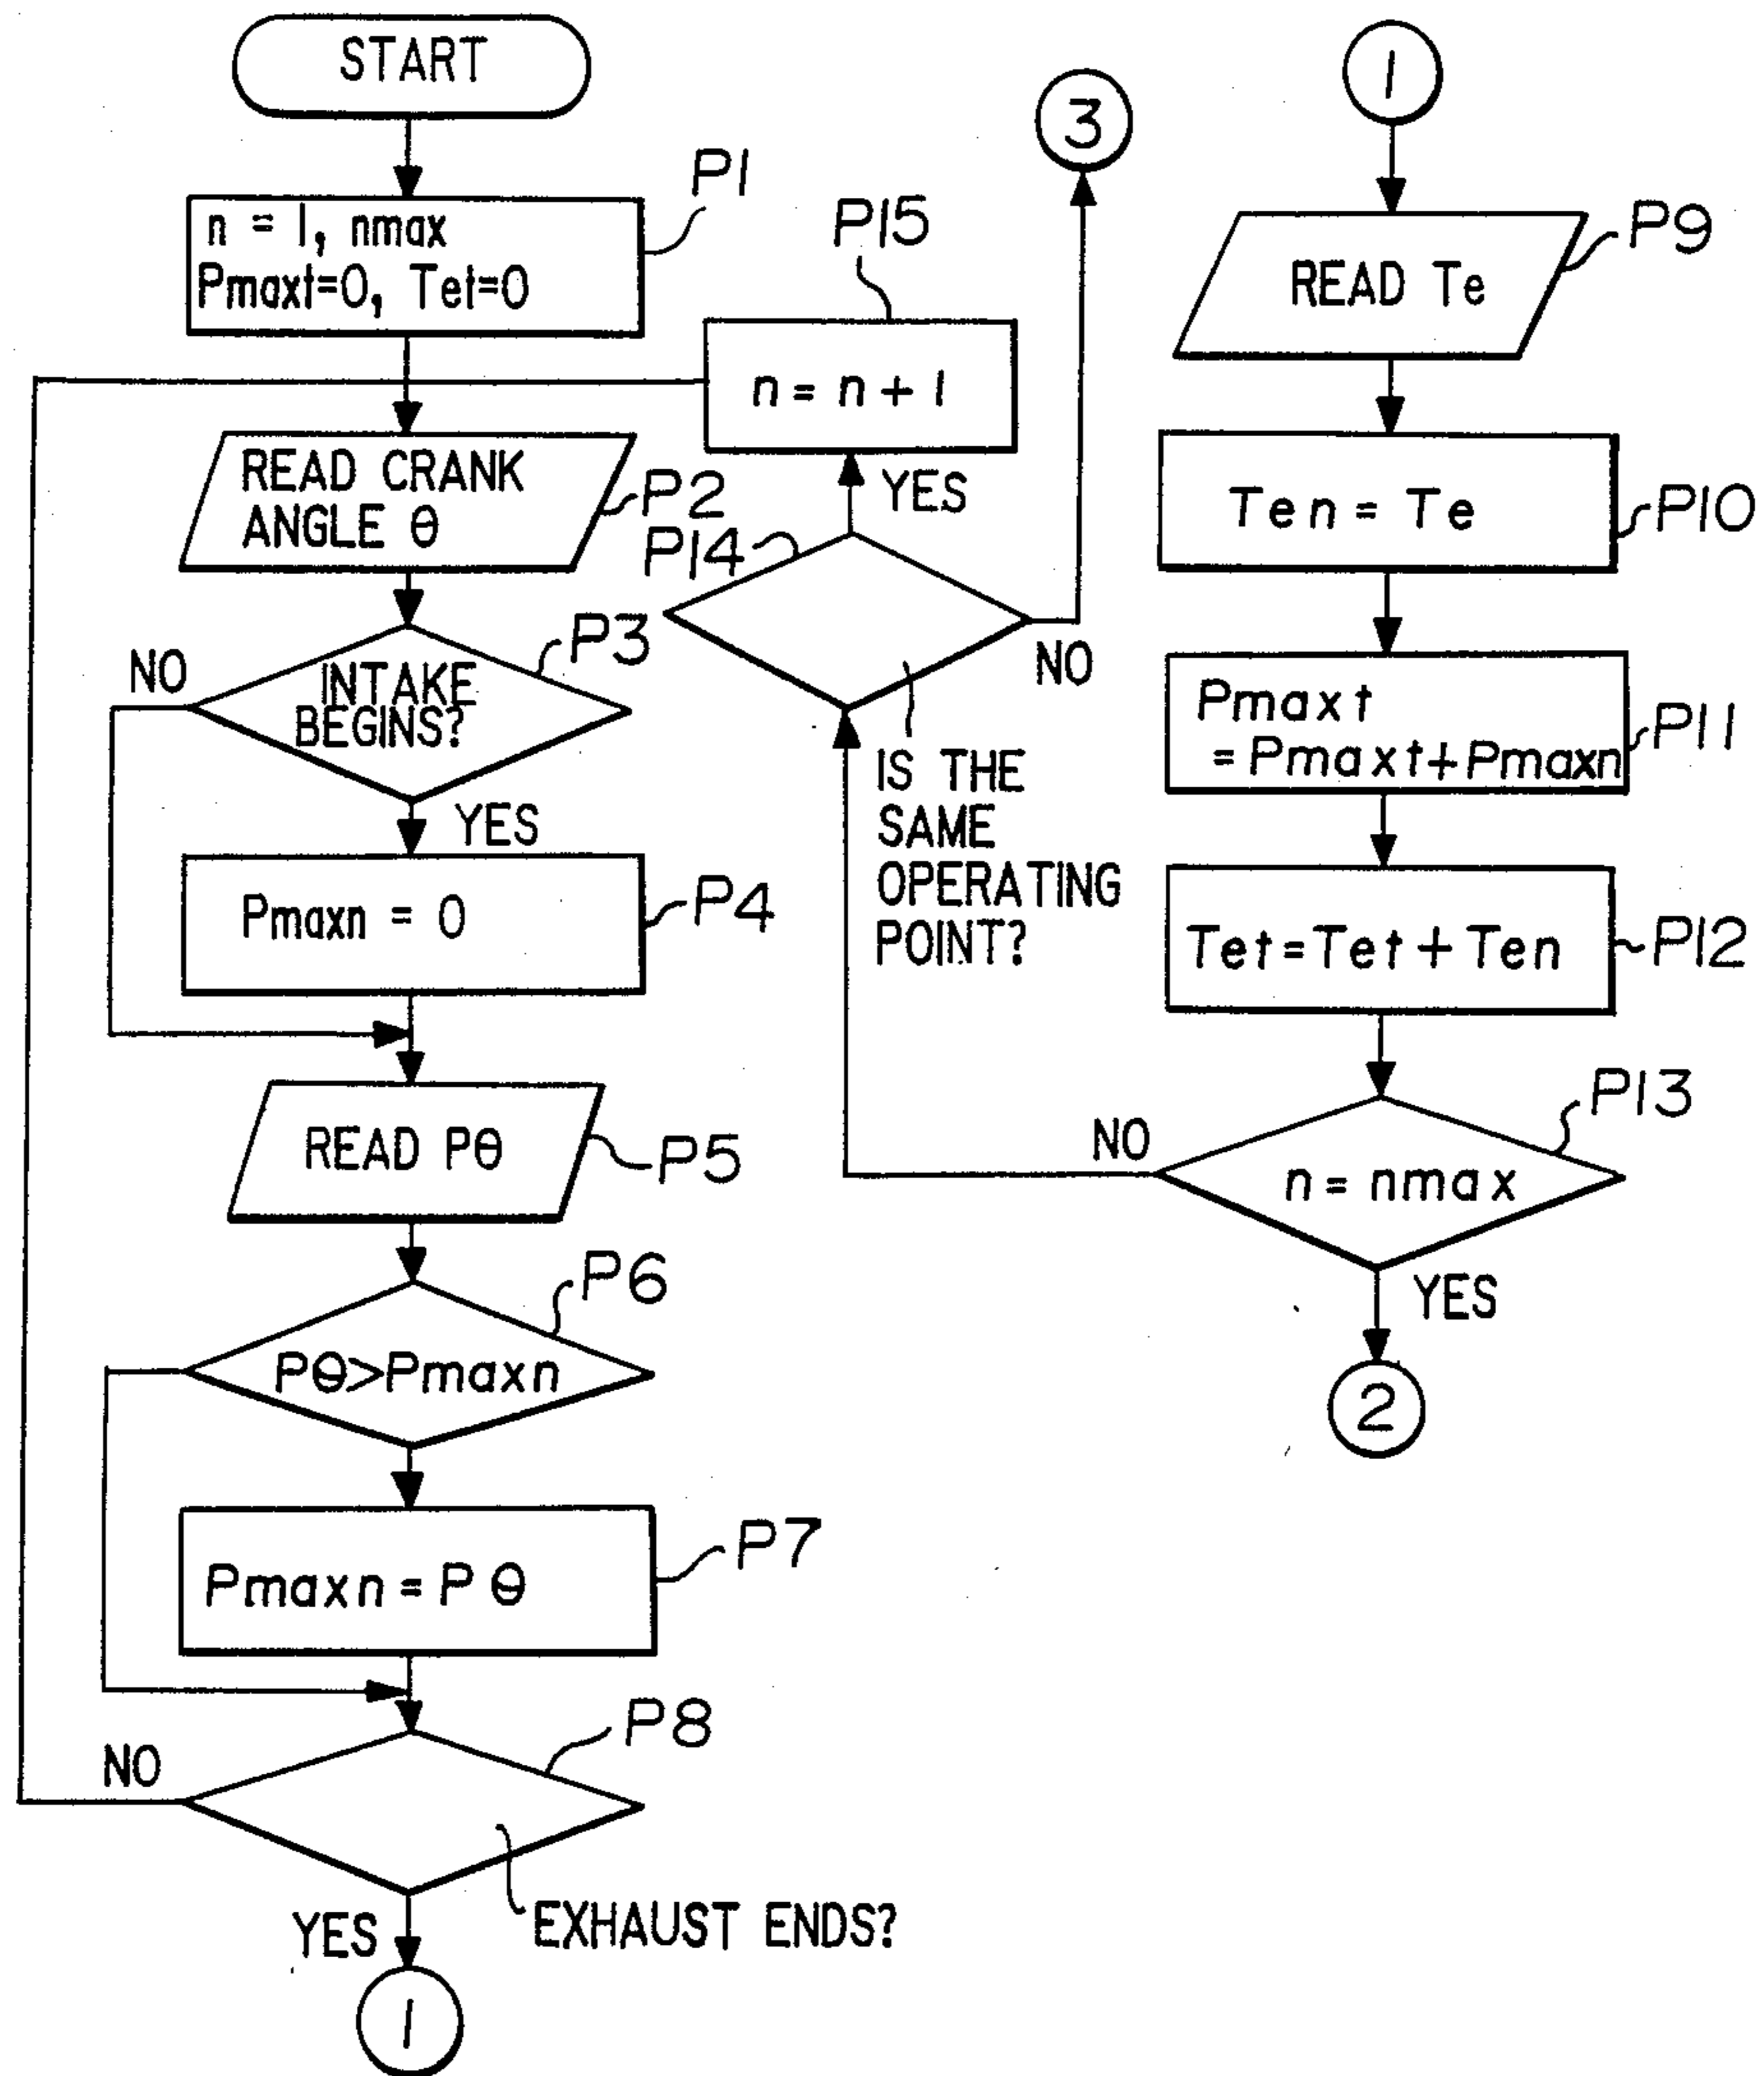 START
P1
n = 1, nmax
Pmaxt=0, Tet=0
READ CRANK
ANGLE θ
P2
P3
INTAKE
BEGINS?
NO
YES
Pmaxn = 0
P4
READ Pθ
P5
P6
Pθ>Pmaxn
Pmaxn = Pθ
P7
P8
NO
EXHAUST ENDS?
YES
1
3
P15
n = n + 1
YES
P14
NO
IS THE
SAME
OPERATING
POINT?
1
P9
READ Te
Ten = Te
P10
Pmaxt
= Pmaxt+Pmaxn
P11
Tet = Tet + Ten
P12
P13
NO
n = nmax
YES
2